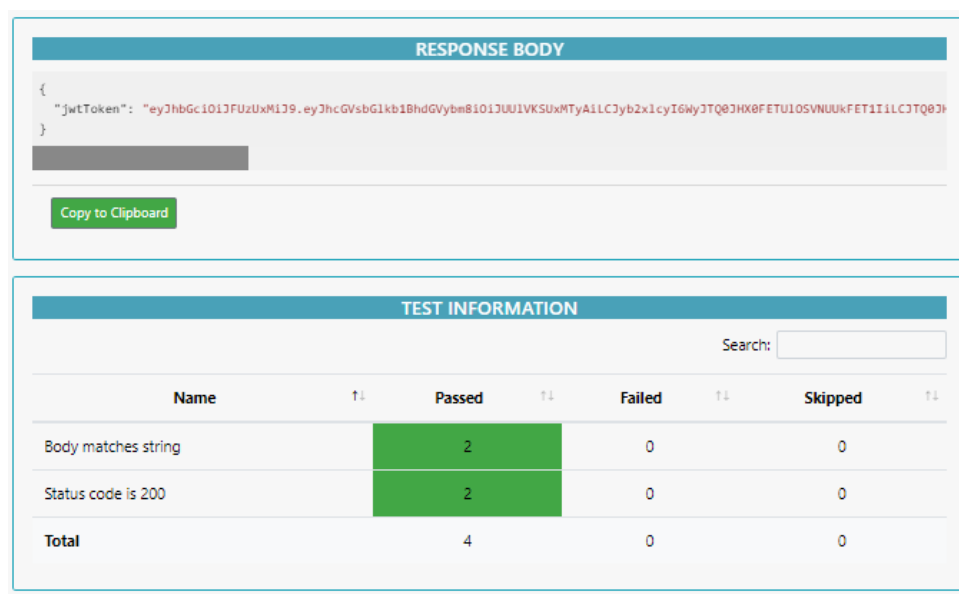 RESPONSE BODY
{
"jwtToken": "eyJhbGciOiJFUzUxMiJ9.eyJhcGVsbGlkb1BhdGVybm8iOiJUUlVKSUxMTyAiLCJyb2xlcyI6WyJTQ0JHX0FETUlOSVNUUkFET1IiLCJTQ0JH
}
Copy to Clipboard
TEST INFORMATION
Search:
Name ↑↓ Passed ↑↓ Failed ↑↓ Skipped ↑↓
Body matches string 2 0 0
Status code is 200 2 0 0
Total 4 0 0